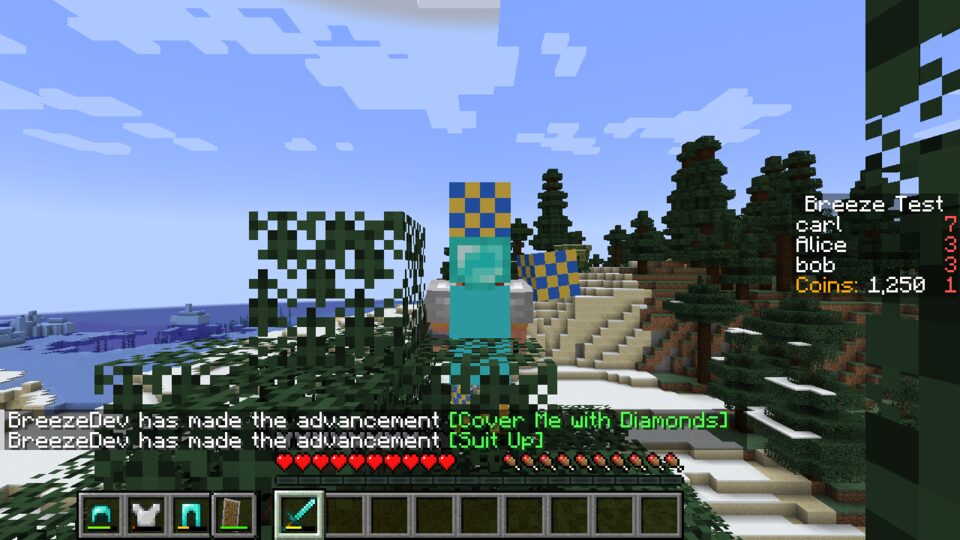 Breeze Test
carl 7
Alice 3
bob 3
Coins: 1,250 1
BreezeDev has made the advancement [Cover Me with Diamonds]
BreezeDev has made the advancement [Suit Up]